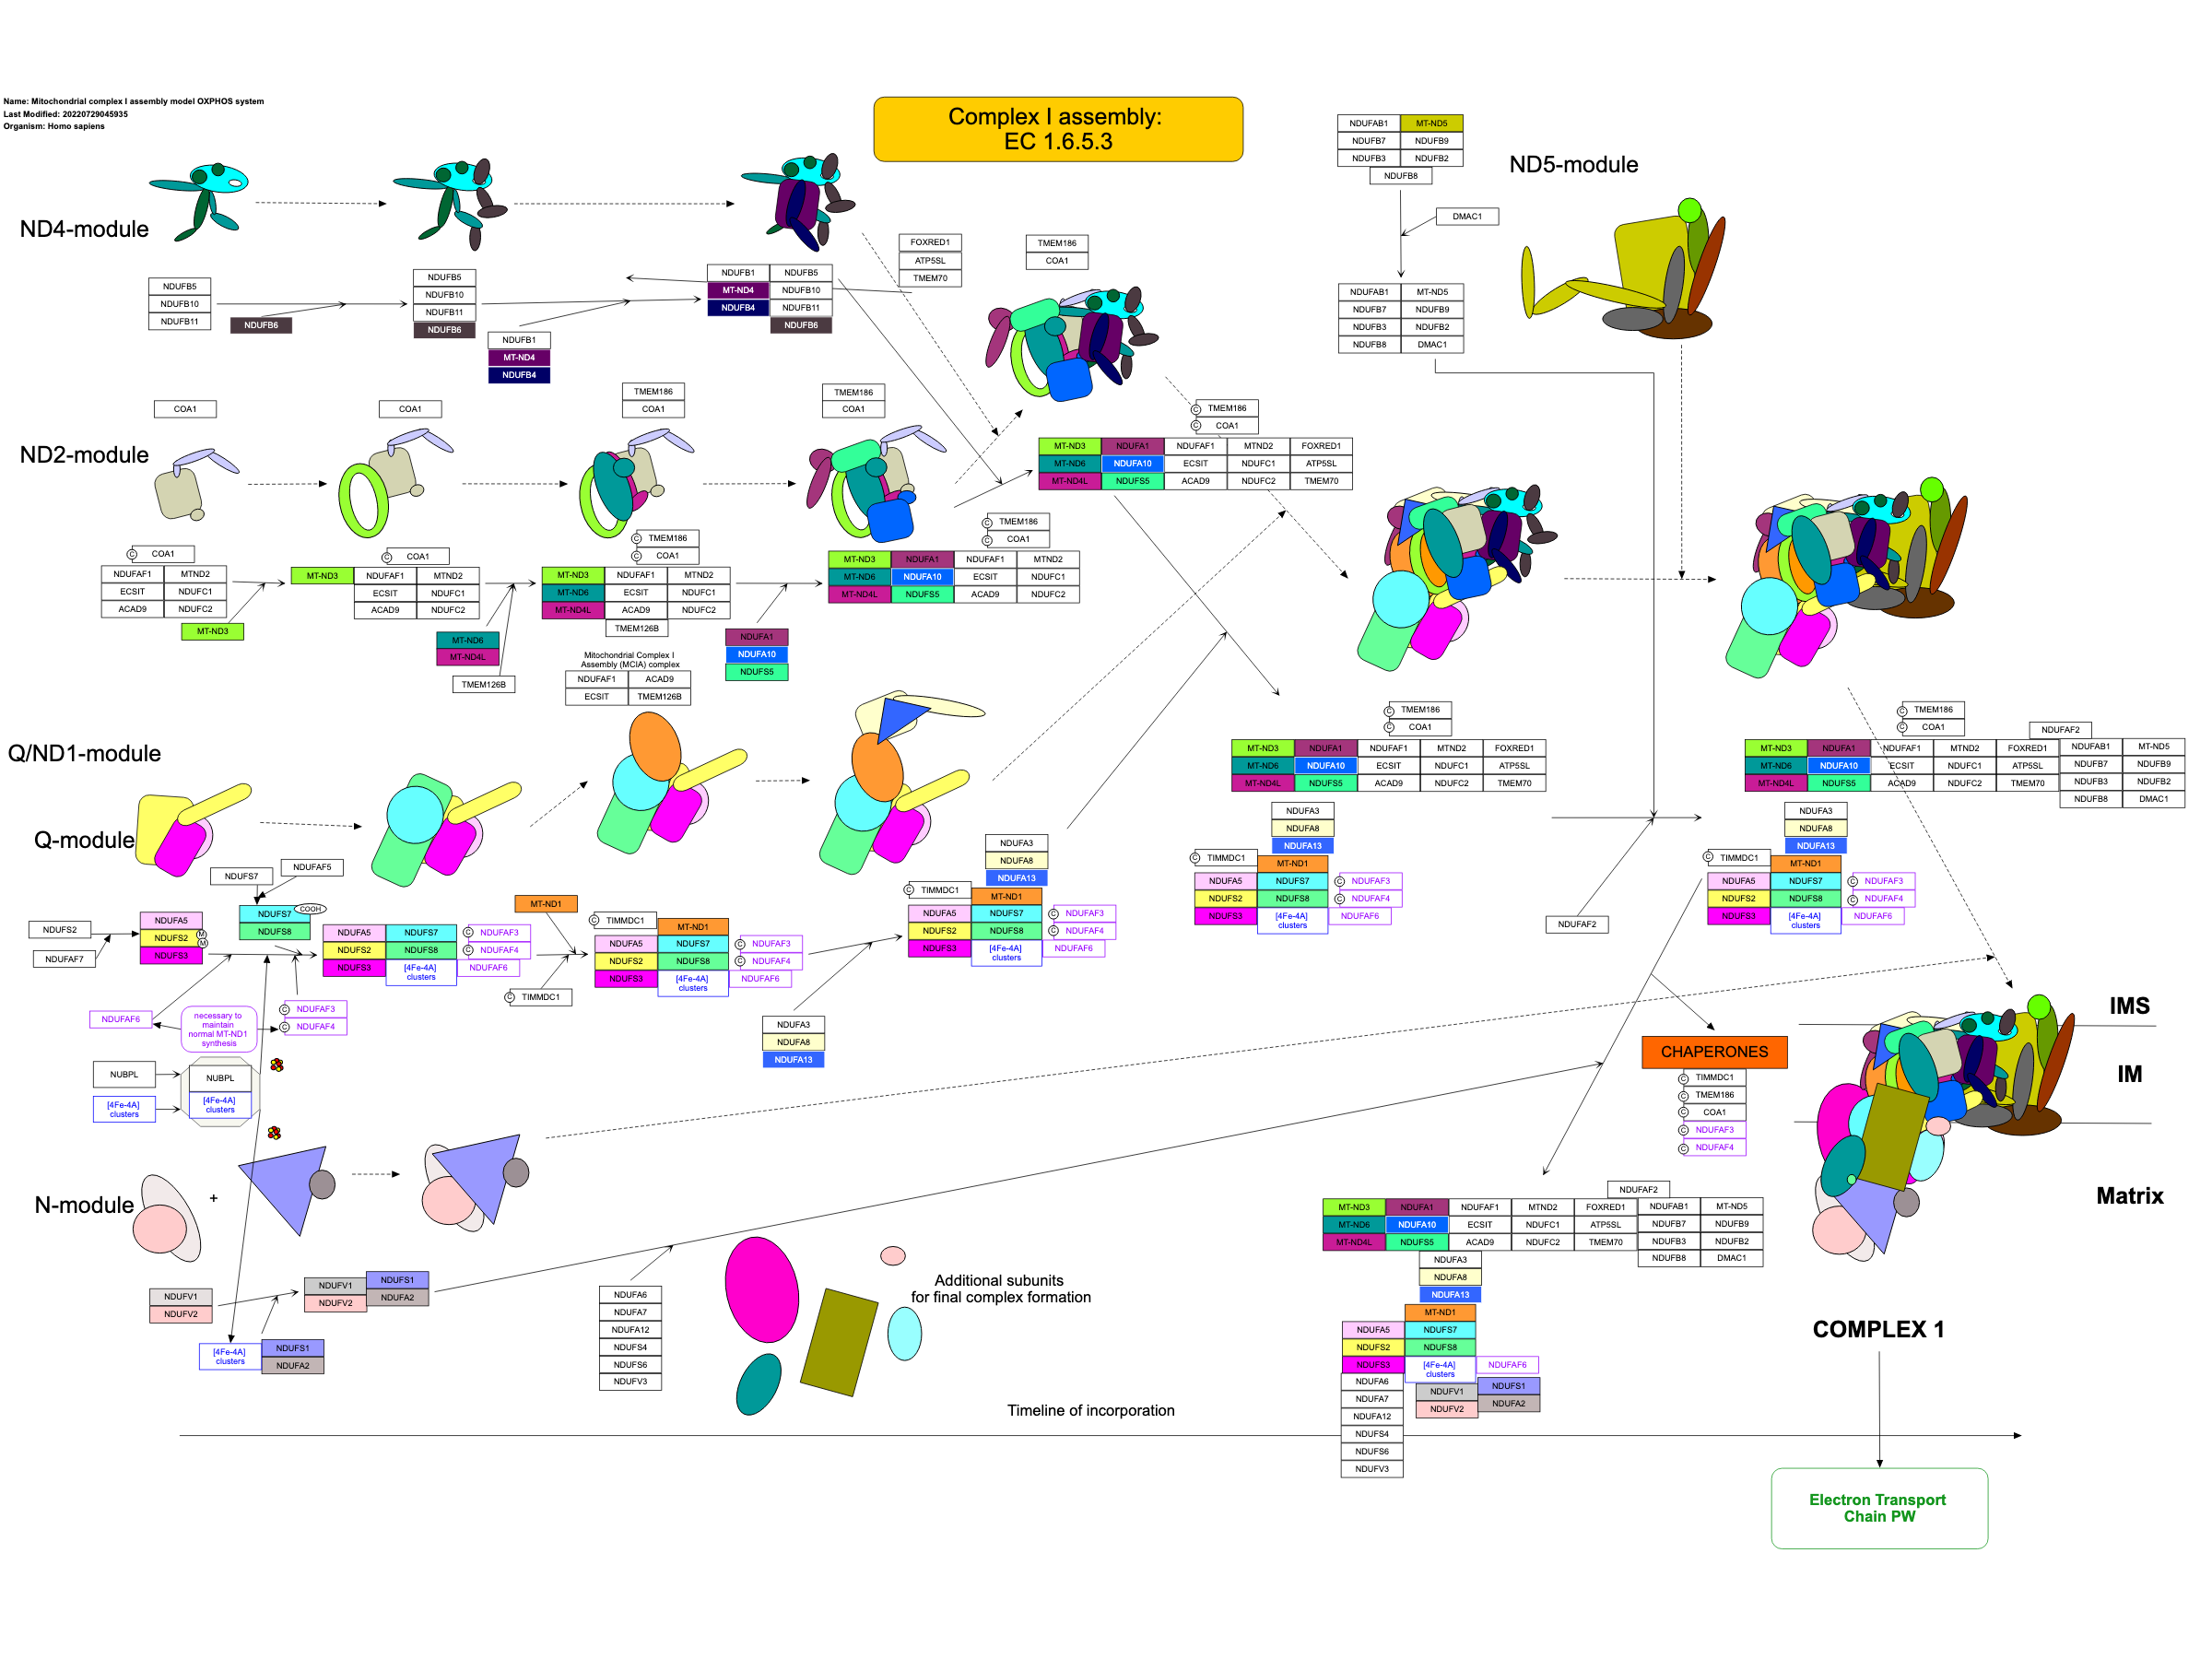 Name: Mitochondrial complex I assembly model OXPHOS system
Last Modified: 20220729045935
Organism: Homo sapiens
Complex I assembly:
EC 1.6.5.3
ND5-module
NDUFAB1 MT-ND5
NDUFB7 NDUFB9
NDUFB3 NDUFB2
NDUFB8
DMAC1
NDUFAB1 MT-ND5
NDUFB7 NDUFB9
NDUFB3 NDUFB2
NDUFB8 DMAC1
ND4-module
NDUFB5
NDUFB10
NDUFB11
NDUFB6
NDUFB5
NDUFB10
NDUFB11
NDUFB6
NDUFB1
MT-ND4
NDUFB4
NDUFB1 NDUFB5
MT-ND4 NDUFB10
NDUFB4 NDUFB11
NDUFB6
FOXRED1
ATP5SL
TMEM70
TMEM186
COA1
ND2-module
COA1
COA1
TMEM186
COA1
TMEM186
COA1
C COA1
NDUFAF1 MTND2
ECSIT NDUFC1
ACAD9 NDUFC2
MT-ND3
C COA1
MT-ND3 NDUFAF1 MTND2
ECSIT NDUFC1
ACAD9 NDUFC2
MT-ND6
MT-ND4L
TMEM126B
C TMEM186
C COA1
MT-ND3 NDUFAF1 MTND2
MT-ND6 ECSIT NDUFC1
MT-ND4L ACAD9 NDUFC2
TMEM126B
Mitochondrial Complex I
Assembly (MCIA) complex
NDUFAF1 ACAD9
ECSIT TMEM126B
NDUFA1
NDUFA10
NDUFS5
C TMEM186
C COA1
MT-ND3 NDUFA1 NDUFAF1 MTND2
MT-ND6 NDUFA10 ECSIT NDUFC1
MT-ND4L NDUFS5 ACAD9 NDUFC2
C TMEM186
C COA1
MT-ND3 NDUFA1 NDUFAF1 MTND2 FOXRED1
MT-ND6 NDUFA10 ECSIT NDUFC1 ATP5SL
MT-ND4L NDUFS5 ACAD9 NDUFC2 TMEM70
Q/ND1-module
Q-module
NDUFS7
NDUFAF5
NDUFS2
NDUFAF7
NDUFA5
NDUFS2 M
M
NDUFS3
NDUFS7 COOH
NDUFS8
NDUFA5 NDUFS7 C NDUFAF3
NDUFS2 NDUFS8 C NDUFAF4
NDUFS3 [4Fe-4A]
clusters NDUFAF6
MT-ND1
C TIMMDC1
C TIMMDC1 MT-ND1
NDUFA5 NDUFS7 C NDUFAF3
NDUFS2 NDUFS8 C NDUFAF4
NDUFS3 [4Fe-4A]
clusters NDUFAF6
NDUFA3
NDUFA8
NDUFA13
NDUFA3
NDUFA8
NDUFA13
C TIMMDC1 MT-ND1
NDUFA5 NDUFS7 C NDUFAF3
NDUFS2 NDUFS8 C NDUFAF4
NDUFS3 [4Fe-4A]
clusters NDUFAF6
NDUFAF6
necessary to
maintain
normal MT-ND1
synthesis
C NDUFAF3
C NDUFAF4
NUBPL
[4Fe-4A]
clusters
NUBPL
[4Fe-4A]
clusters
C TMEM186
C COA1
MT-ND3 NDUFA1 NDUFAF1 MTND2 FOXRED1
MT-ND6 NDUFA10 ECSIT NDUFC1 ATP5SL
MT-ND4L NDUFS5 ACAD9 NDUFC2 TMEM70
NDUFA3
NDUFA8
NDUFA13
C TIMMDC1 MT-ND1
NDUFA5 NDUFS7 C NDUFAF3
NDUFS2 NDUFS8 C NDUFAF4
NDUFS3 [4Fe-4A]
clusters NDUFAF6
NDUFAF2
C TMEM186
C COA1
NDUFAF2
MT-ND3 NDUFA1 NDUFAF1 MTND2 FOXRED1 NDUFAB1 MT-ND5
MT-ND6 NDUFA10 ECSIT NDUFC1 ATP5SL NDUFB7 NDUFB9
MT-ND4L NDUFS5 ACAD9 NDUFC2 TMEM70 NDUFB3 NDUFB2
NDUFB8 DMAC1
NDUFA3
NDUFA8
NDUFA13
C TIMMDC1 MT-ND1
NDUFA5 NDUFS7 C NDUFAF3
NDUFS2 NDUFS8 C NDUFAF4
NDUFS3 [4Fe-4A]
clusters NDUFAF6
IMS
IM
Matrix
CHAPERONES
C TIMMDC1
C TMEM186
C COA1
C NDUFAF3
C NDUFAF4
N-module
+
NDUFV1
NDUFV2
[4Fe-4A]
clusters
NDUFS1
NDUFA2
NDUFV1 NDUFS1
NDUFV2 NDUFA2
NDUFA6
NDUFA7
NDUFA12
NDUFS4
NDUFS6
NDUFV3
Additional subunits
for final complex formation
NDUFAF2
MT-ND3 NDUFA1 NDUFAF1 MTND2 FOXRED1 NDUFAB1 MT-ND5
MT-ND6 NDUFA10 ECSIT NDUFC1 ATP5SL NDUFB7 NDUFB9
MT-ND4L NDUFS5 ACAD9 NDUFC2 TMEM70 NDUFB3 NDUFB2
NDUFB8 DMAC1
NDUFA3
NDUFA8
NDUFA13
MT-ND1
NDUFA5 NDUFS7
NDUFS2 NDUFS8
NDUFS3 [4Fe-4A]
clusters NDUFAF6
NDUFA6 NDUFV1 NDUFS1
NDUFA7 NDUFV2 NDUFA2
NDUFA12
NDUFS4
NDUFS6
NDUFV3
COMPLEX 1
Timeline of incorporation
Electron Transport
Chain PW